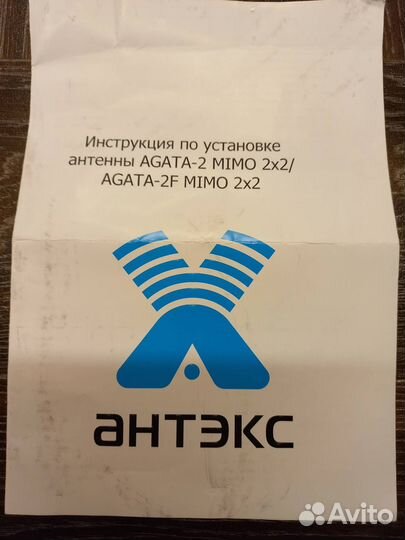 Инструкция по установке
антенны AGATA-2 MIMO 2x2/
AGATA-2F MIMO 2x2
антэкс
Avito